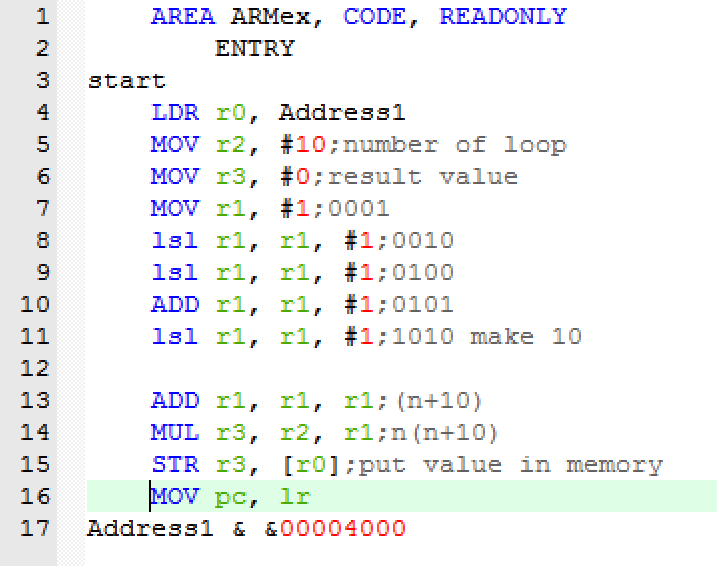 1 AREA ARMex, CODE, READONLY
2 ENTRY
3 start
4 LDR r0, Address1
5 MOV r2, #10;number of loop
6 MOV r3, #0;result value
7 MOV r1, #1;0001
8 lsl r1, r1, #1;0010
9 lsl r1, r1, #1;0100
10 ADD r1, r1, #1;0101
11 lsl r1, r1, #1;1010 make 10
12
13 ADD r1, r1, r1;(n+10)
14 MUL r3, r2, r1;n(n+10)
15 STR r3, [r0];put value in memory
16 MOV pc, lr
17 Address1 & &00004000